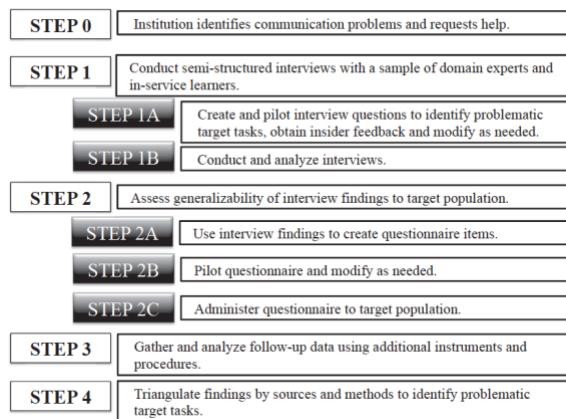 STEP 0
Institution identifies communication problems and requests help.
STEP 1
Conduct semi-structured interviews with a sample of domain experts and
in-service learners.
STEP 1A
Create and pilot interview questions to identify problematic
target tasks, obtain insider feedback and modify as needed.
STEP 1B
Conduct and analyze interviews.
STEP 2
Assess generalizability of interview findings to target population.
STEP 2A
Use interview findings to create questionnaire items.
STEP 2B
Pilot questionnaire and modify as needed.
STEP 2C
Administer questionnaire to target population.
STEP 3
Gather and analyze follow-up data using additional instruments and
procedures.
STEP 4
Triangulate findings by sources and methods to identify problematic
target tasks.